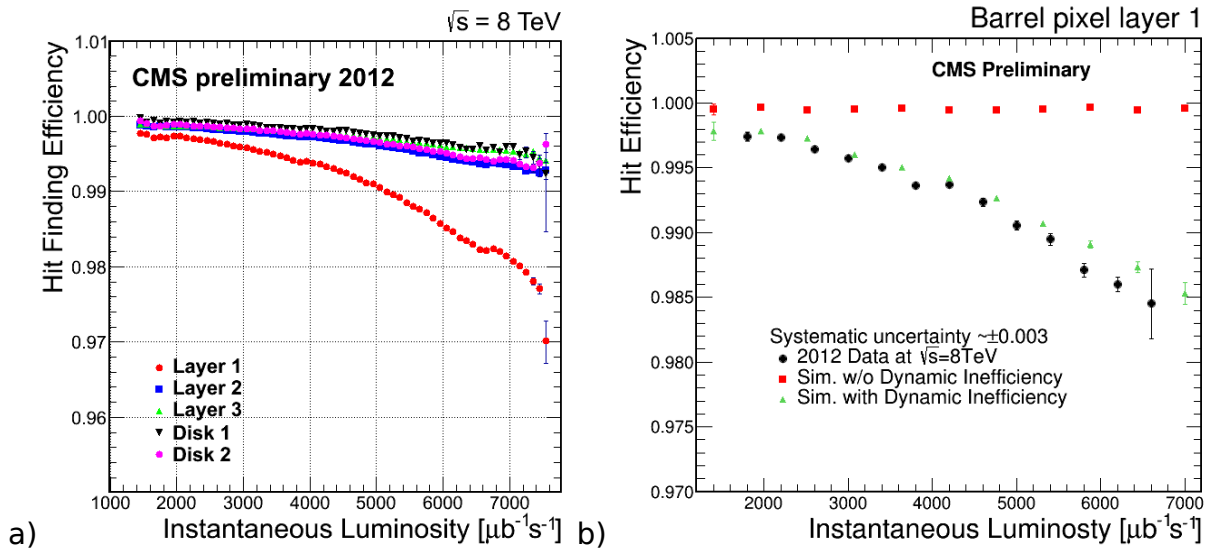 √s = 8 TeV
CMS preliminary 2012
Hit Finding Efficiency
1.01
1.00
0.99
0.98
0.97
0.96
Layer 1
Layer 2
Layer 3
Disk 1
Disk 2
1000 2000 3000 4000 5000 6000 7000
Instantaneous Luminosity [μb⁻¹s⁻¹]
a)
Barrel pixel layer 1
CMS Preliminary
Hit Efficiency
1.005
1.000
0.995
0.990
0.985
0.980
0.975
0.970
Systematic uncertainty ~±0.003
2012 Data at √s=8TeV
Sim. w/o Dynamic Inefficiency
Sim. with Dynamic Inefficiency
2000 3000 4000 5000 6000 7000
Instantaneous Luminosty [μb⁻¹s⁻¹]
b)